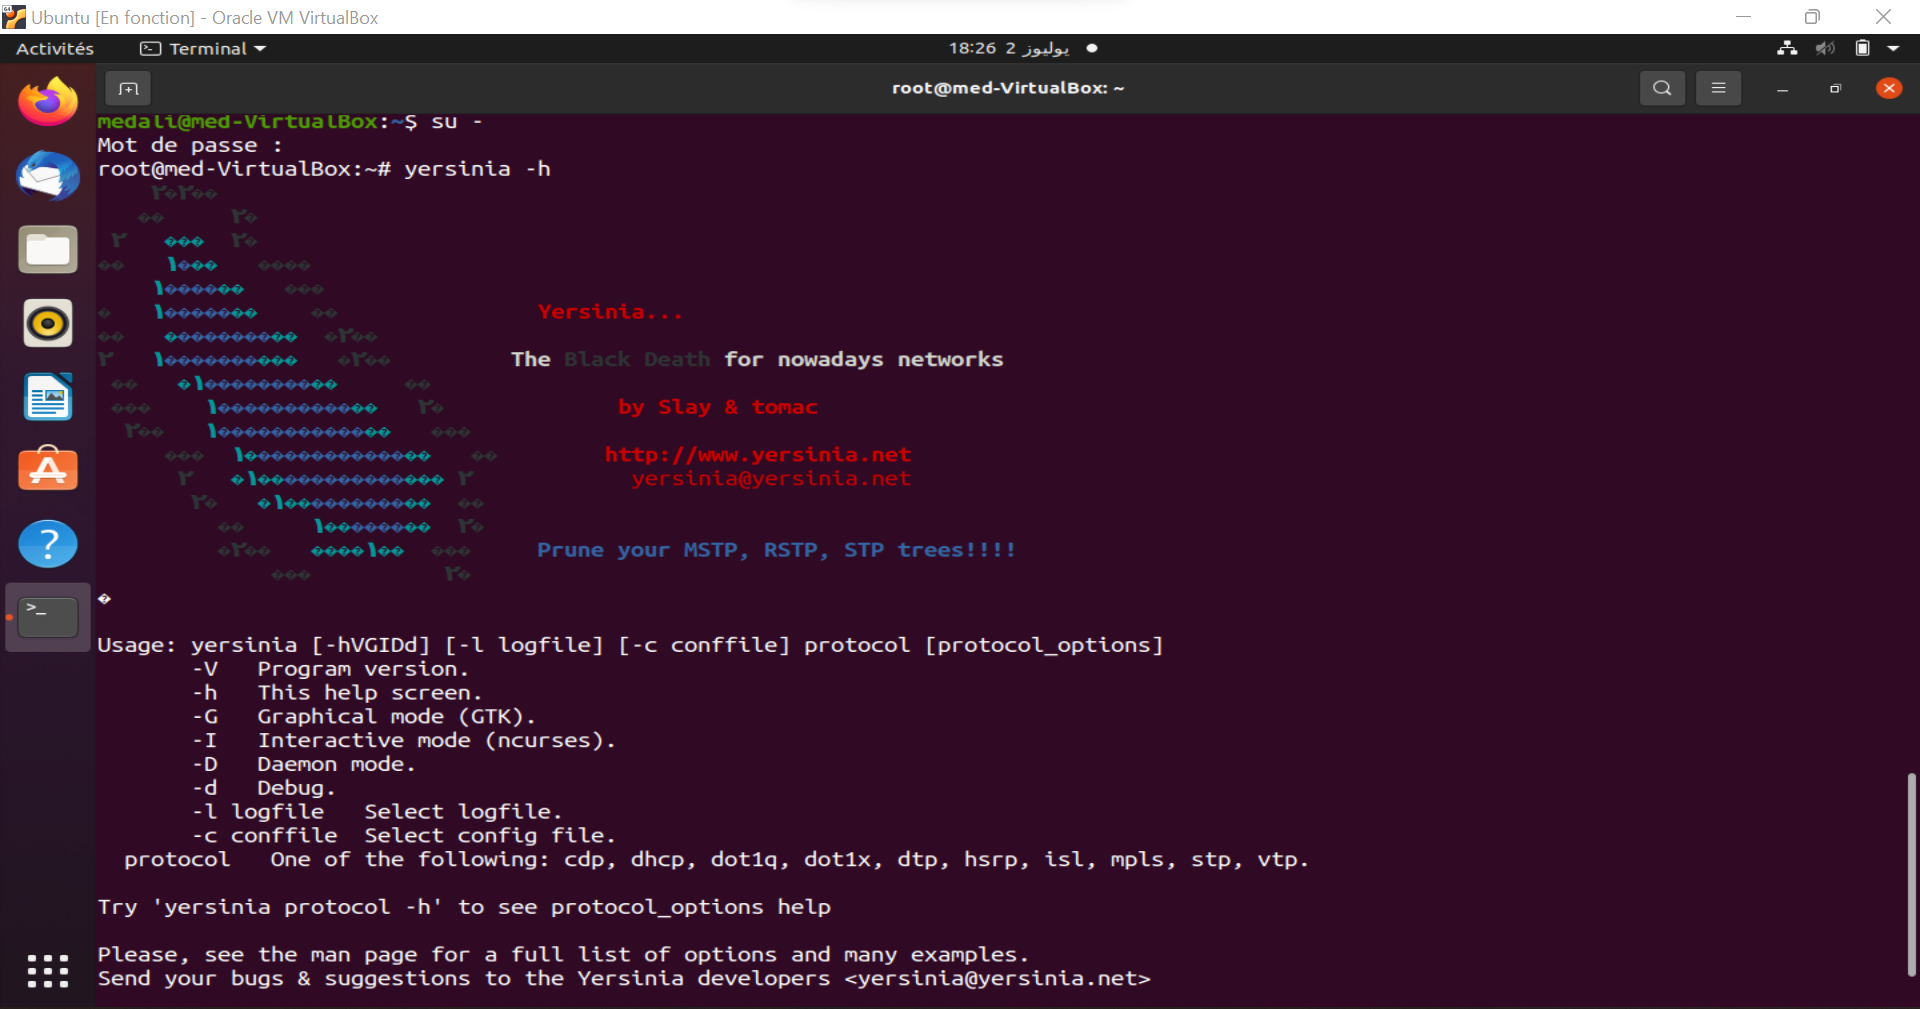 Ubuntu [En fonction] - Oracle VM VirtualBox
Activités
Terminal
18:26 2 يوليوز
root@med-VirtualBox: ~
medali@med-VirtualBox:~$ su -
Mot de passe :
root@med-VirtualBox:~# yersinia -h
Yersinia...
The Black Death for nowadays networks
by Slay & tomac
http://www.yersinia.net
yersinia@yersinia.net
Prune your MSTP, RSTP, STP trees!!!!
Usage: yersinia [-hVGIDd] [-l logfile] [-c conffile] protocol [protocol_options]
-V Program version.
-h This help screen.
-G Graphical mode (GTK).
-I Interactive mode (ncurses).
-D Daemon mode.
-d Debug.
-l logfile Select logfile.
-c conffile Select config file.
protocol One of the following: cdp, dhcp, dot1q, dot1x, dtp, hsrp, isl, mpls, stp, vtp.
Try 'yersinia protocol -h' to see protocol_options help
Please, see the man page for a full list of options and many examples.
Send your bugs & suggestions to the Yersinia developers <yersinia@yersinia.net>